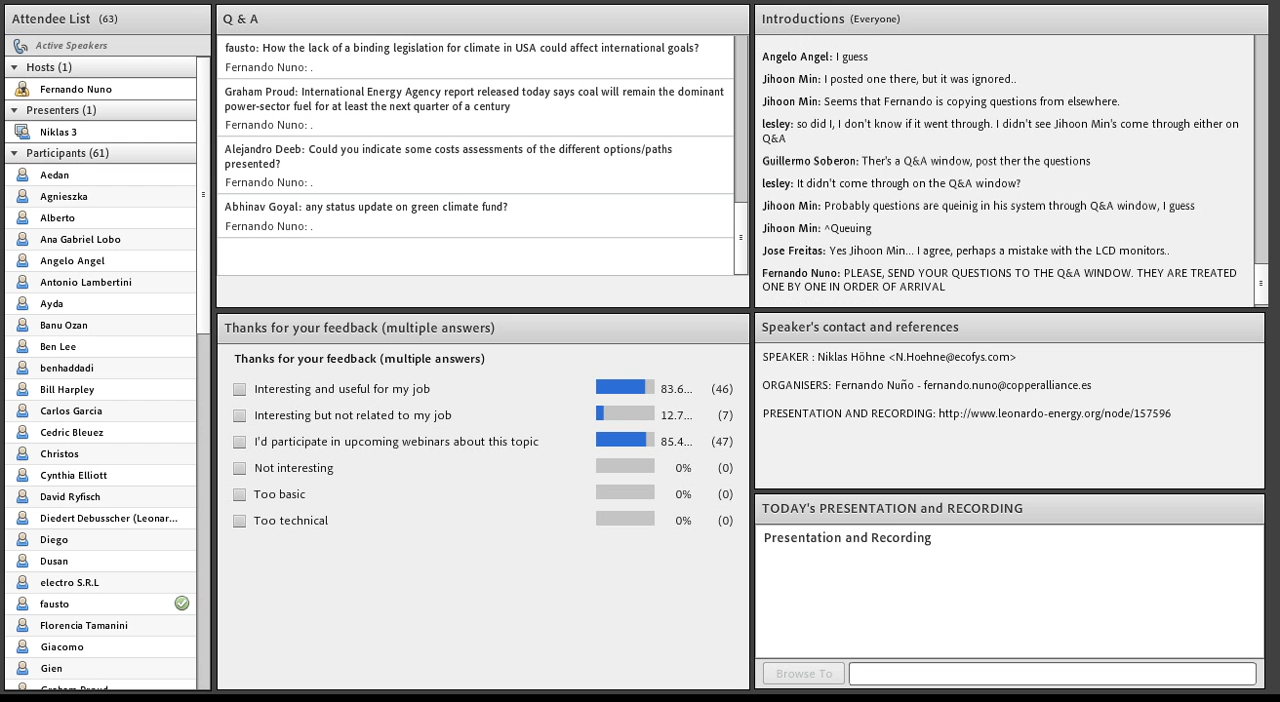 Attendee List (63)
Active Speakers
Hosts (1)
Fernando Nuno
Presenters (1)
Niklas 3
Participants (61)
Aedan
Agnieszka
Alberto
Ana Gabriel Lobo
Angelo Angel
Antonio Lambertini
Ayda
Banu Ozan
Ben Lee
benhaddadi
Bill Harpley
Carlos Garcia
Cedric Bleuez
Christos
Cynthia Elliott
David Ryfisch
Diedert Debusscher (Leonar...
Diego
Dusan
electro S.R.L
fausto
Florencia Tamanini
Giacomo
Gien
Graham Proud
Q & A
fausto: How the lack of a binding legislation for climate in USA could affect international goals?
Fernando Nuno: .
Graham Proud: International Energy Agency report released today says coal will remain the dominant
power-sector fuel for at least the next quarter of a century
Fernando Nuno: .
Alejandro Deeb: Could you indicate some costs assessments of the different options/paths
presented?
Fernando Nuno: .
Abhinav Goyal: any status update on green climate fund?
Fernando Nuno: .
Thanks for your feedback (multiple answers)
Thanks for your feedback (multiple answers)
Interesting and useful for my job 83.6... (46)
Interesting but not related to my job 12.7... (7)
I'd participate in upcoming webinars about this topic 85.4... (47)
Not interesting 0% (0)
Too basic 0% (0)
Too technical 0% (0)
Introductions (Everyone)
Angelo Angel: I guess
Jihoon Min: I posted one there, but it was ignored..
Jihoon Min: Seems that Fernando is copying questions from elsewhere.
lesley: so did I, I don't know if it went through. I didn't see Jihoon Min's come through either on
Q&A
Guillermo Soberon: Ther's a Q&A window, post ther the questions
lesley: It didn't come through on the Q&A window?
Jihoon Min: Probably questions are queinig in his system through Q&A window, I guess
Jihoon Min: ^Queuing
Jose Freitas: Yes Jihoon Min... I agree, perhaps a mistake with the LCD monitors..
Fernando Nuno: PLEASE, SEND YOUR QUESTIONS TO THE Q&A WINDOW. THEY ARE TREATED
ONE BY ONE IN ORDER OF ARRIVAL
Speaker's contact and references
SPEAKER : Niklas Höhne <N.Hoehne@ecofys.com>
ORGANISERS: Fernando Nuño - fernando.nuno@copperalliance.es
PRESENTATION AND RECORDING: http://www.leonardo-energy.org/node/157596
TODAY's PRESENTATION and RECORDING
Presentation and Recording
Browse To